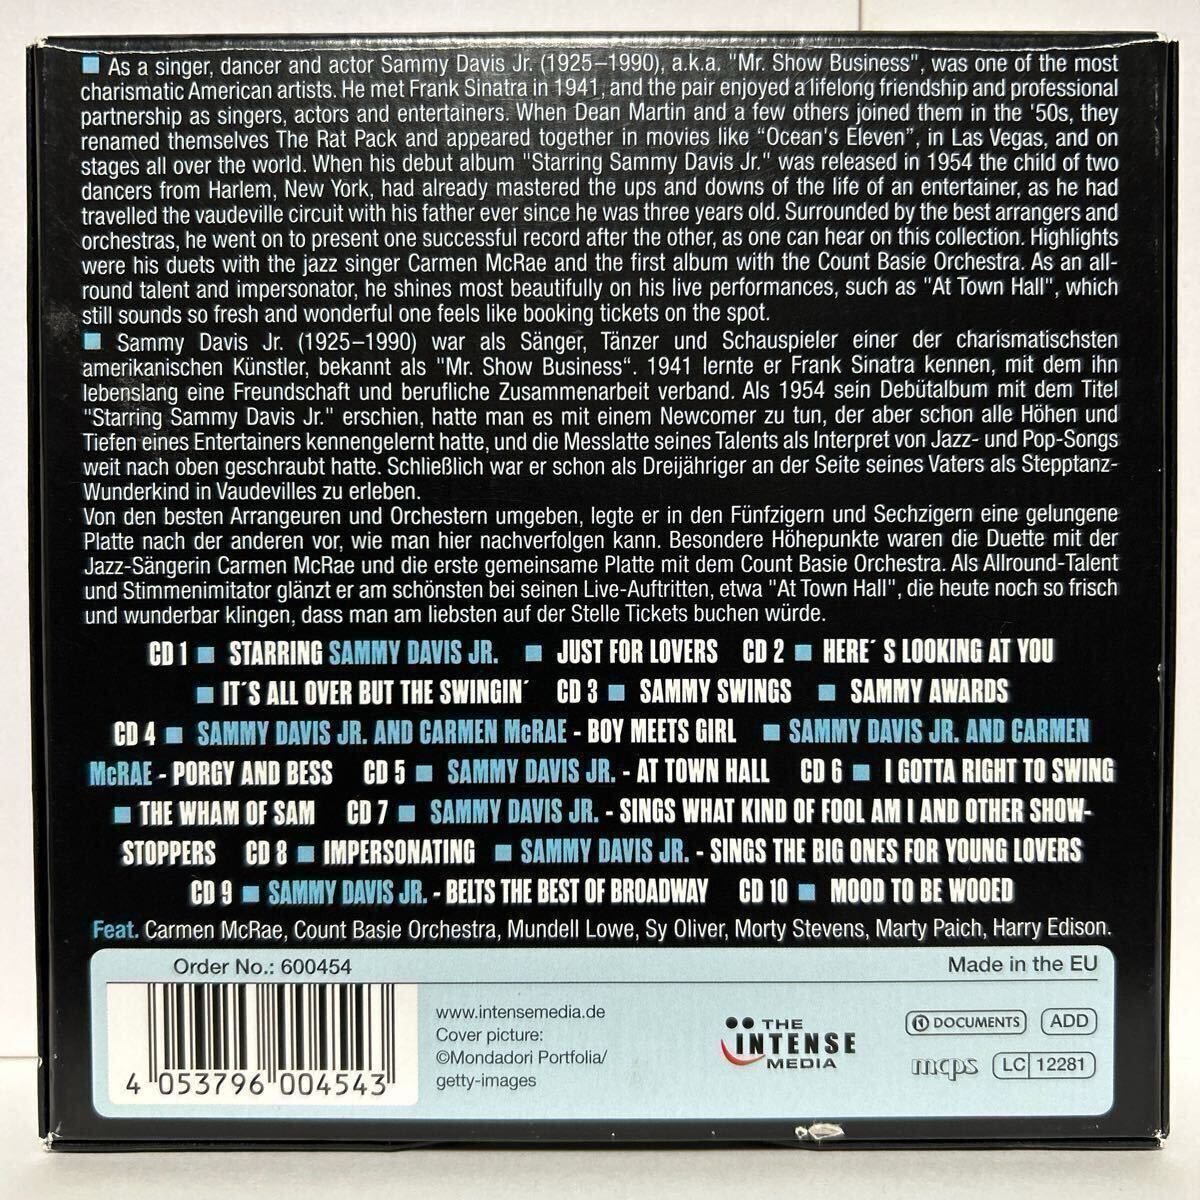 ■ As a singer, dancer and actor Sammy Davis Jr. (1925–1990), a.k.a. "Mr. Show Business", was one of the most
charismatic American artists. He met Frank Sinatra in 1941, and the pair enjoyed a lifelong friendship and professional
partnership as singers, actors and entertainers. When Dean Martin and a few others joined them in the '50s, they
renamed themselves The Rat Pack and appeared together in movies like “Ocean's Eleven”, in Las Vegas, and on
stages all over the world. When his debut album "Starring Sammy Davis Jr." was released in 1954 the child of two
dancers from Harlem, New York, had already mastered the ups and downs of the life of an entertainer, as he had
travelled the vaudeville circuit with his father ever since he was three years old. Surrounded by the best arrangers and
orchestras, he went on to present one successful record after the other, as one can hear on this collection. Highlights
were his duets with the jazz singer Carmen McRae and the first album with the Count Basie Orchestra. As an all-
round talent and impersonator, he shines most beautifully on his live performances, such as "At Town Hall", which
still sounds so fresh and wonderful one feels like booking tickets on the spot.
■ Sammy Davis Jr. (1925–1990) war als Sänger, Tänzer und Schauspieler einer der charismatischsten
amerikanischen Künstler, bekannt als "Mr. Show Business“. 1941 lernte er Frank Sinatra kennen, mit dem ihn
lebenslang eine Freundschaft und berufliche Zusammenarbeit verband. Als 1954 sein Debütalbum mit dem Titel
"Starring Sammy Davis Jr." erschien, hatte man es mit einem Newcomer zu tun, der aber schon alle Höhen und
Tiefen eines Entertainers kennengelernt hatte, und die Messlatte seines Talents als Interpret von Jazz- und Pop-Songs
weit nach oben geschraubt hatte. Schließlich war er schon als Dreijähriger an der Seite seines Vaters als Stepptanz-
Wunderkind in Vaudevilles zu erleben.
Von den besten Arrangeuren und Orchestern umgeben, legte er in den Fünfzigern und Sechzigern eine gelungene
Platte nach der anderen vor, wie man hier nachverfolgen kann. Besondere Höhepunkte waren die Duette mit der
Jazz-Sängerin Carmen McRae und die erste gemeinsame Platte mit dem Count Basie Orchestra. Als Allround-Talent
und Stimmenimitator glänzt er am schönsten bei seinen Live-Auftritten, etwa "At Town Hall", die heute noch so frisch
und wunderbar klingen, dass man am liebsten auf der Stelle Tickets buchen würde.
CD 1 ■ STARRING SAMMY DAVIS JR. ■ JUST FOR LOVERS CD 2 ■ HERE´ S LOOKING AT YOU
■ IT´S ALL OVER BUT THE SWINGIN´ CD 3 ■ SAMMY SWINGS ■ SAMMY AWARDS
CD 4 ■ SAMMY DAVIS JR. AND CARMEN McRAE - BOY MEETS GIRL ■ SAMMY DAVIS JR. AND CARMEN
McRAE - PORGY AND BESS CD 5 ■ SAMMY DAVIS JR. - AT TOWN HALL CD 6 ■ I GOTTA RIGHT TO SWING
■ THE WHAM OF SAM CD 7 ■ SAMMY DAVIS JR. - SINGS WHAT KIND OF FOOL AM I AND OTHER SHOW-
STOPPERS CD 8 ■ IMPERSONATING ■ SAMMY DAVIS JR. - SINGS THE BIG ONES FOR YOUNG LOVERS
CD 9 ■ SAMMY DAVIS JR. - BELTS THE BEST OF BROADWAY CD 10 ■ MOOD TO BE WOOED
Feat. Carmen McRae, Count Basie Orchestra, Mundell Lowe, Sy Oliver, Morty Stevens, Marty Paich, Harry Edison.
Order No.: 600454
Made in the EU
4 053796 004543
www.intensemedia.de
Cover picture:
©Mondadori Portfolia/
getty-images
THE
INTENSE
MEDIA
DOCUMENTS
ADD
mcps
LC 12281